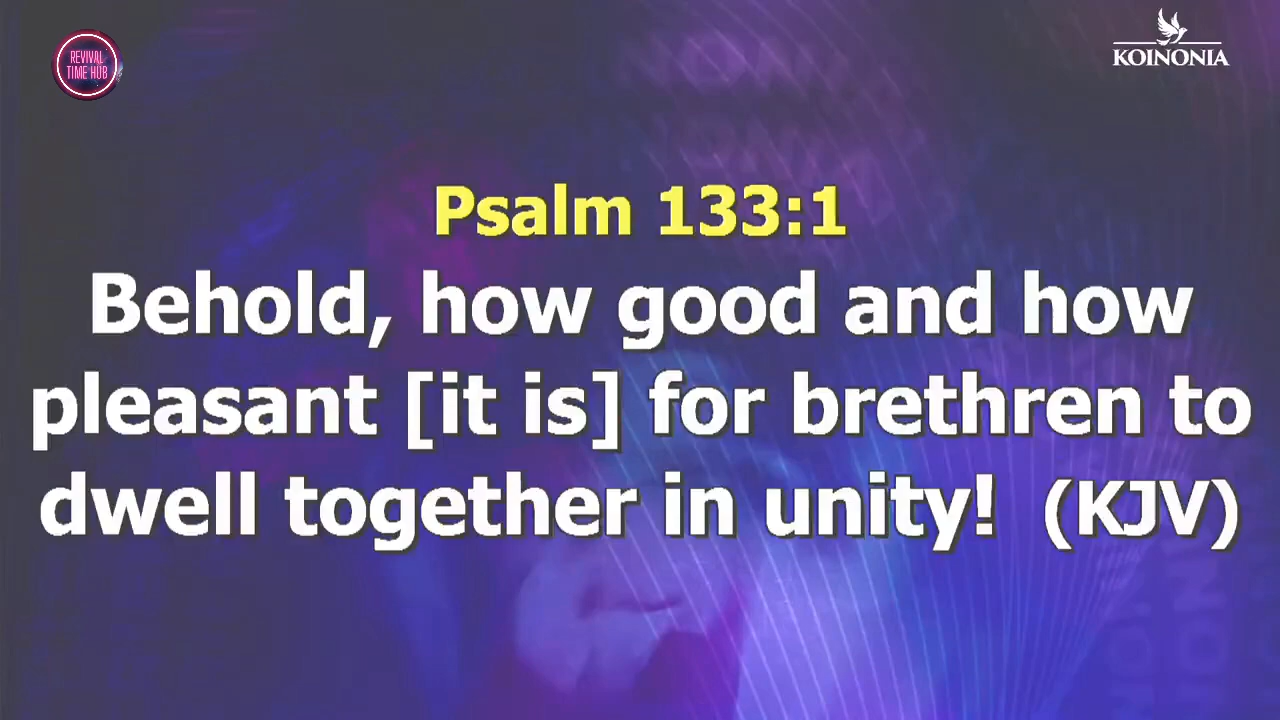 REVIVAL
TIME HUB
KOINONIA
Psalm 133:1
Behold, how good and how
pleasant [it is] for brethren to
dwell together in unity!  (KJV)